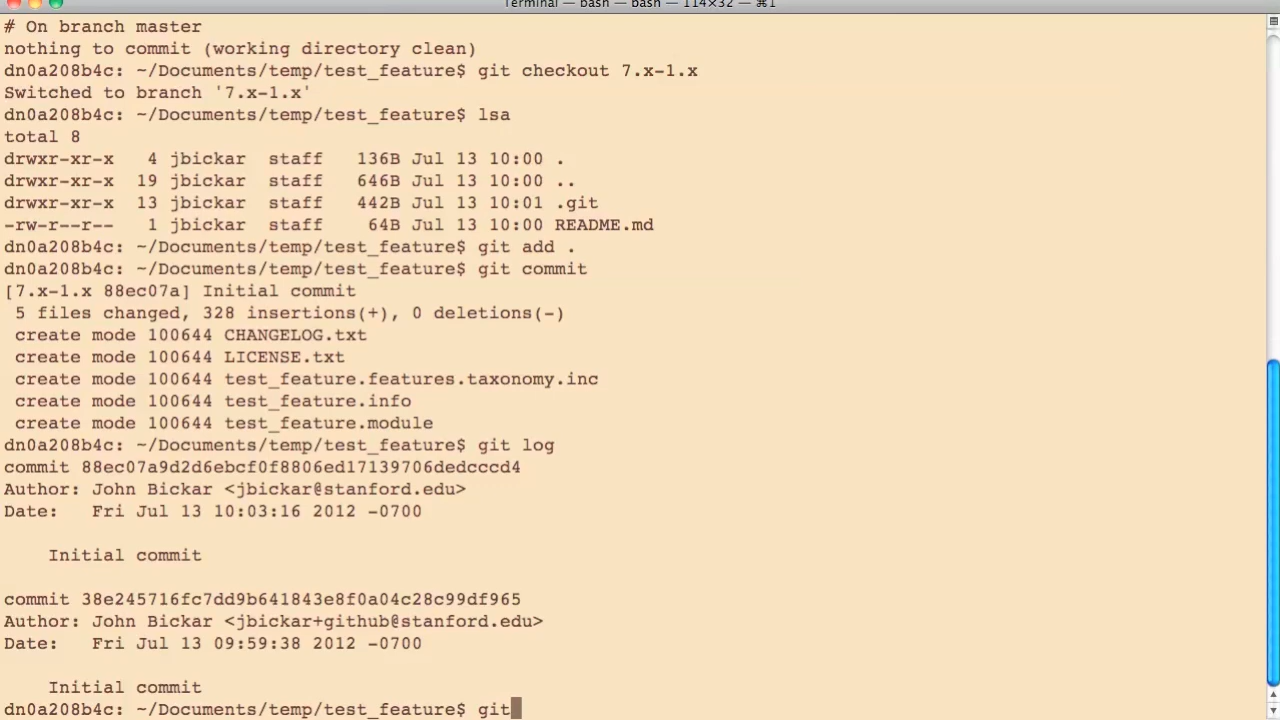 Terminal — bash — bash — 114×32 — ⌘1
# On branch master
nothing to commit (working directory clean)
dn0a208b4c: ~/Documents/temp/test_feature$ git checkout 7.x-1.x
Switched to branch '7.x-1.x'
dn0a208b4c: ~/Documents/temp/test_feature$ lsa
total 8
drwxr-xr-x   4 jbickar  staff   136B Jul 13 10:00 .
drwxr-xr-x  19 jbickar  staff   646B Jul 13 10:00 ..
drwxr-xr-x  13 jbickar  staff   442B Jul 13 10:01 .git
-rw-r--r--   1 jbickar  staff    64B Jul 13 10:00 README.md
dn0a208b4c: ~/Documents/temp/test_feature$ git add .
dn0a208b4c: ~/Documents/temp/test_feature$ git commit
[7.x-1.x 88ec07a] Initial commit
 5 files changed, 328 insertions(+), 0 deletions(-)
 create mode 100644 CHANGELOG.txt
 create mode 100644 LICENSE.txt
 create mode 100644 test_feature.features.taxonomy.inc
 create mode 100644 test_feature.info
 create mode 100644 test_feature.module
dn0a208b4c: ~/Documents/temp/test_feature$ git log
commit 88ec07a9d2d6ebcf0f8806ed17139706dedcccd4
Author: John Bickar <jbickar@stanford.edu>
Date:   Fri Jul 13 10:03:16 2012 -0700
    Initial commit
commit 38e245716fc7dd9b641843e8f0a04c28c99df965
Author: John Bickar <jbickar+github@stanford.edu>
Date:   Fri Jul 13 09:59:38 2012 -0700
    Initial commit
dn0a208b4c: ~/Documents/temp/test_feature$ git